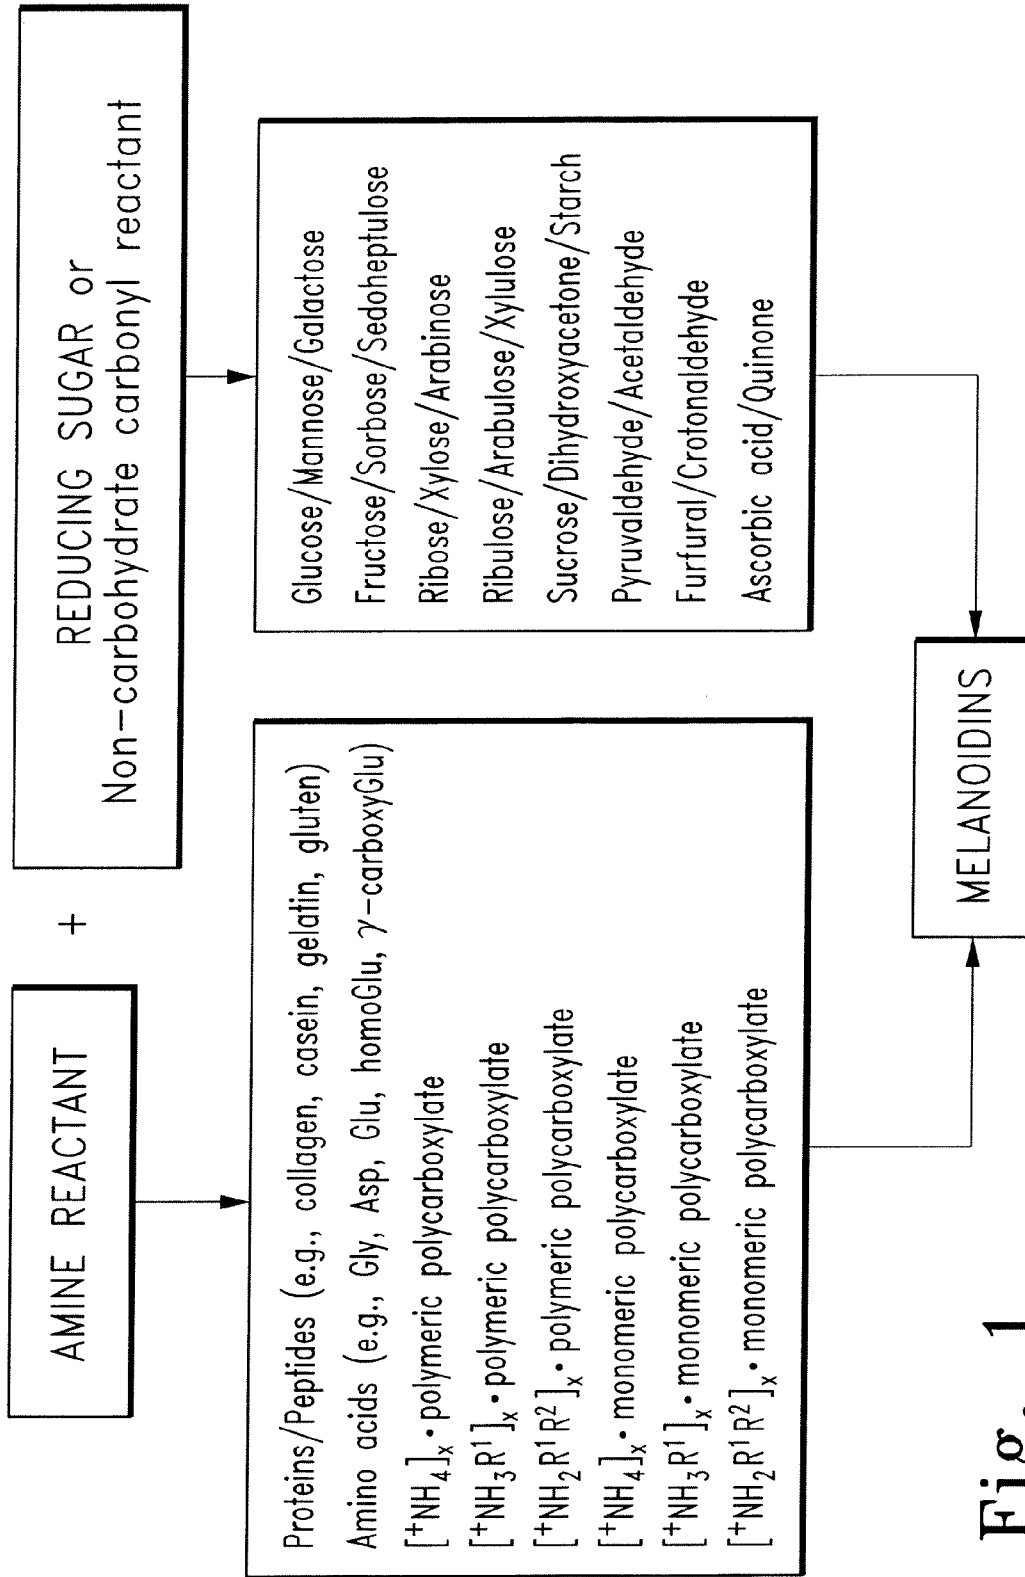 AMINE REACTANT
+
REDUCING SUGAR or
Non-carbohydrate carbonyl reactant
Proteins/Peptides (e.g., collagen, casein, gelatin, gluten)
Amino acids (e.g., Gly, Asp, Glu, homoGlu, γ-carboxyGlu)
[⁺NH₄]ₓ•polymeric polycarboxylate
[⁺NH₃R¹]ₓ•polymeric polycarboxylate
[⁺NH₂R¹R²]ₓ•polymeric polycarboxylate
[⁺NH₄]ₓ•monomeric polycarboxylate
[⁺NH₃R¹]ₓ•monomeric polycarboxylate
[⁺NH₂R¹R²]ₓ•monomeric polycarboxylate
Glucose/Mannose/Galactose
Fructose/Sorbose/Sedoheptulose
Ribose/Xylose/Arabinose
Ribulose/Arabulose/Xylulose
Sucrose/Dihydroxyacetone/Starch
Pyruvaldehyde/Acetaldehyde
Furfural/Crotonaldehyde
Ascorbic acid/Quinone
MELANOIDINS
Fig. 1